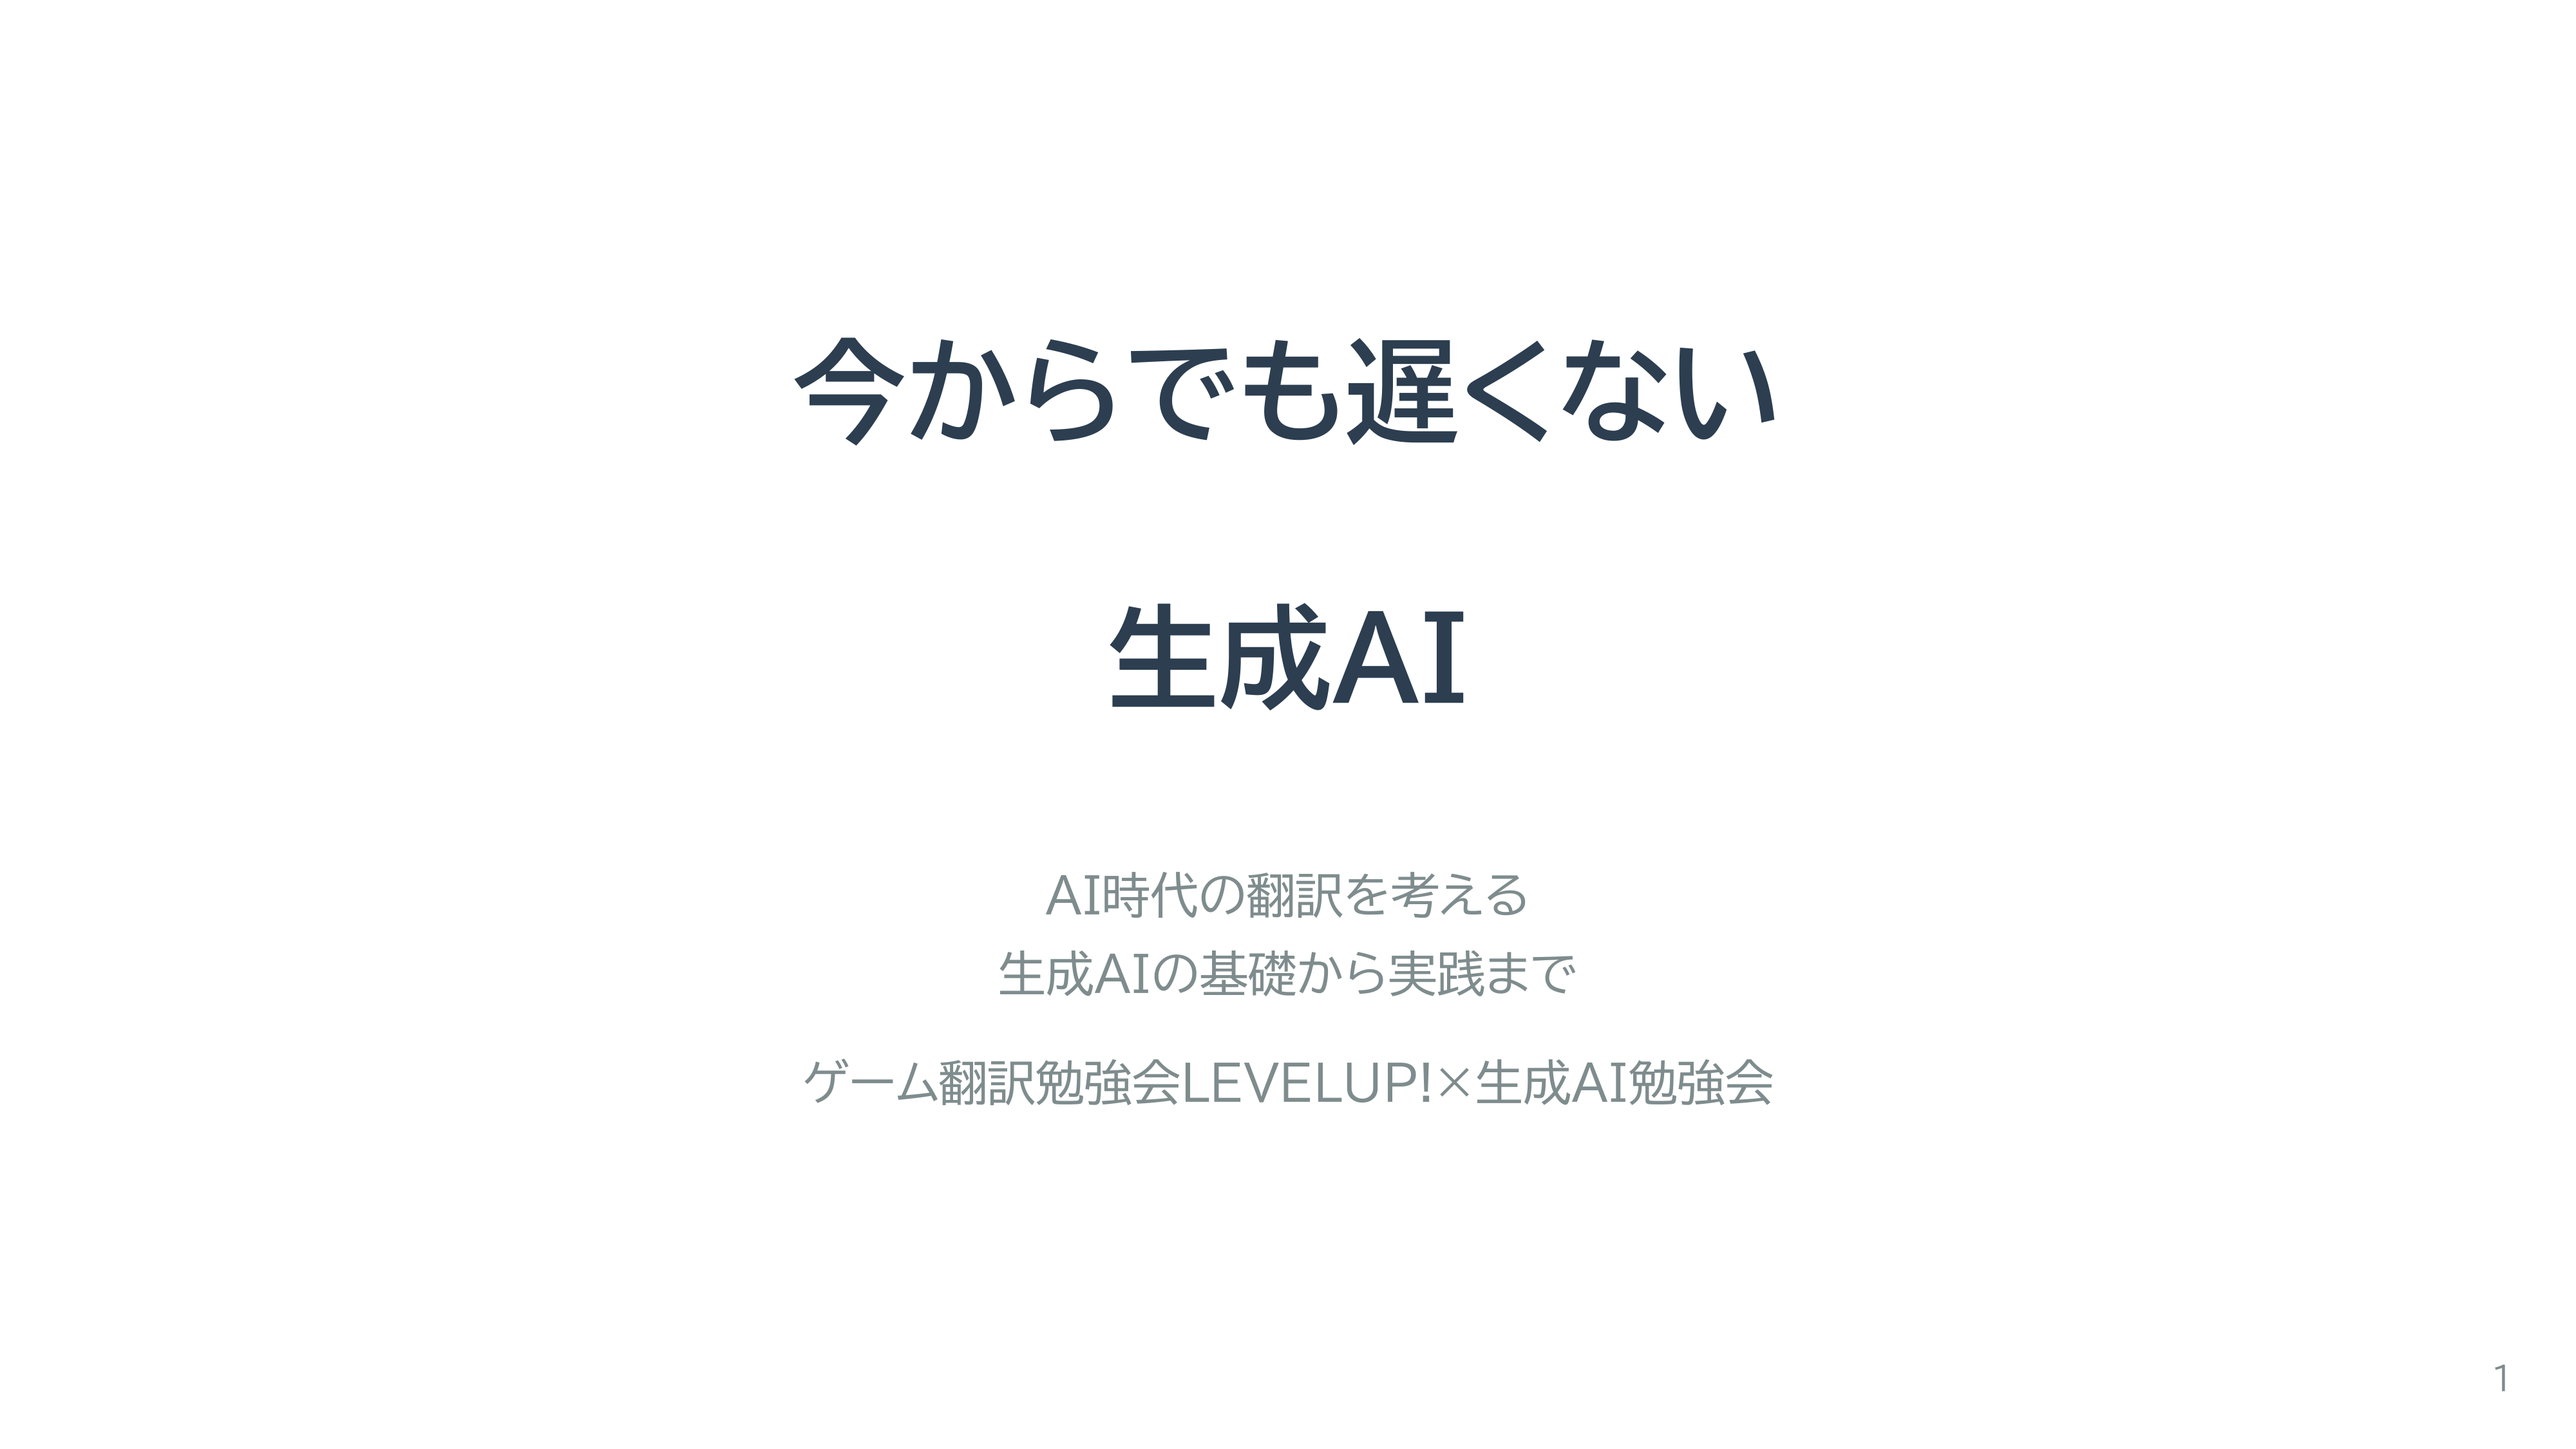 今からでも遅くない
生成AI
AI時代の翻訳を考える
生成AIの基礎から実践まで
ゲーム翻訳勉強会LEVELUP!×生成AI勉強会
1